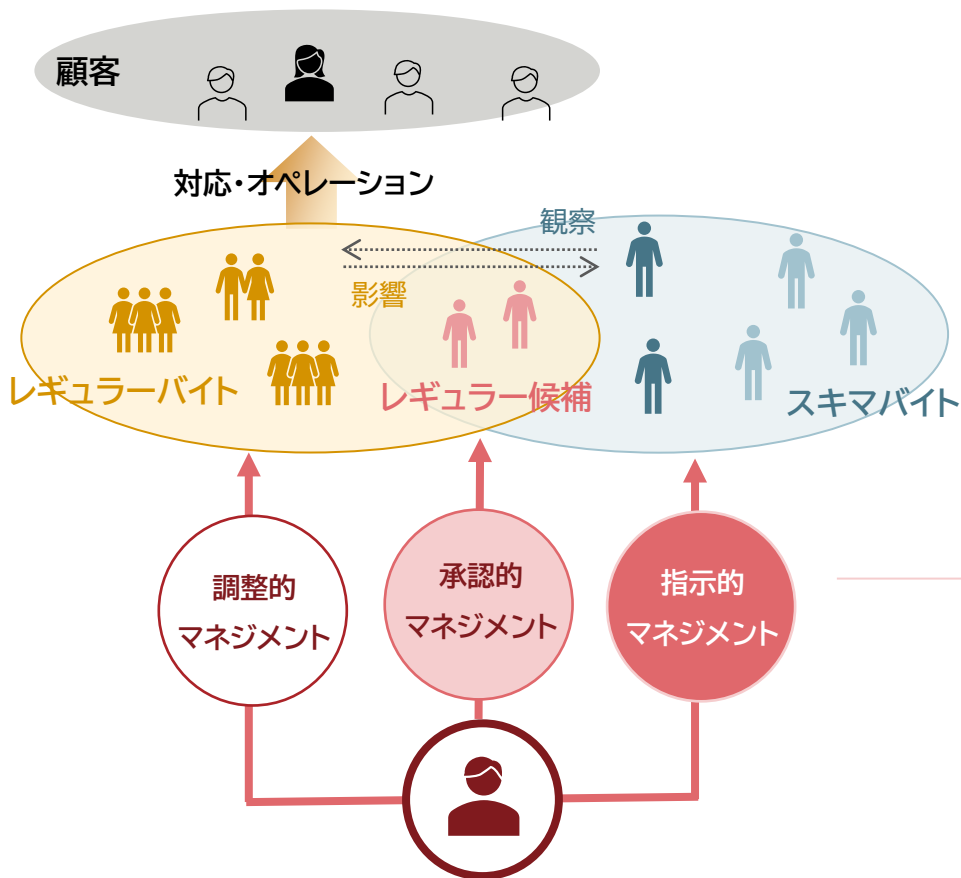 顧客
対応・オペレーション
観察
影響
レギュラーバイト
レギュラー候補
スキマバイト
調整的
マネジメント
承認的
マネジメント
指示的
マネジメント